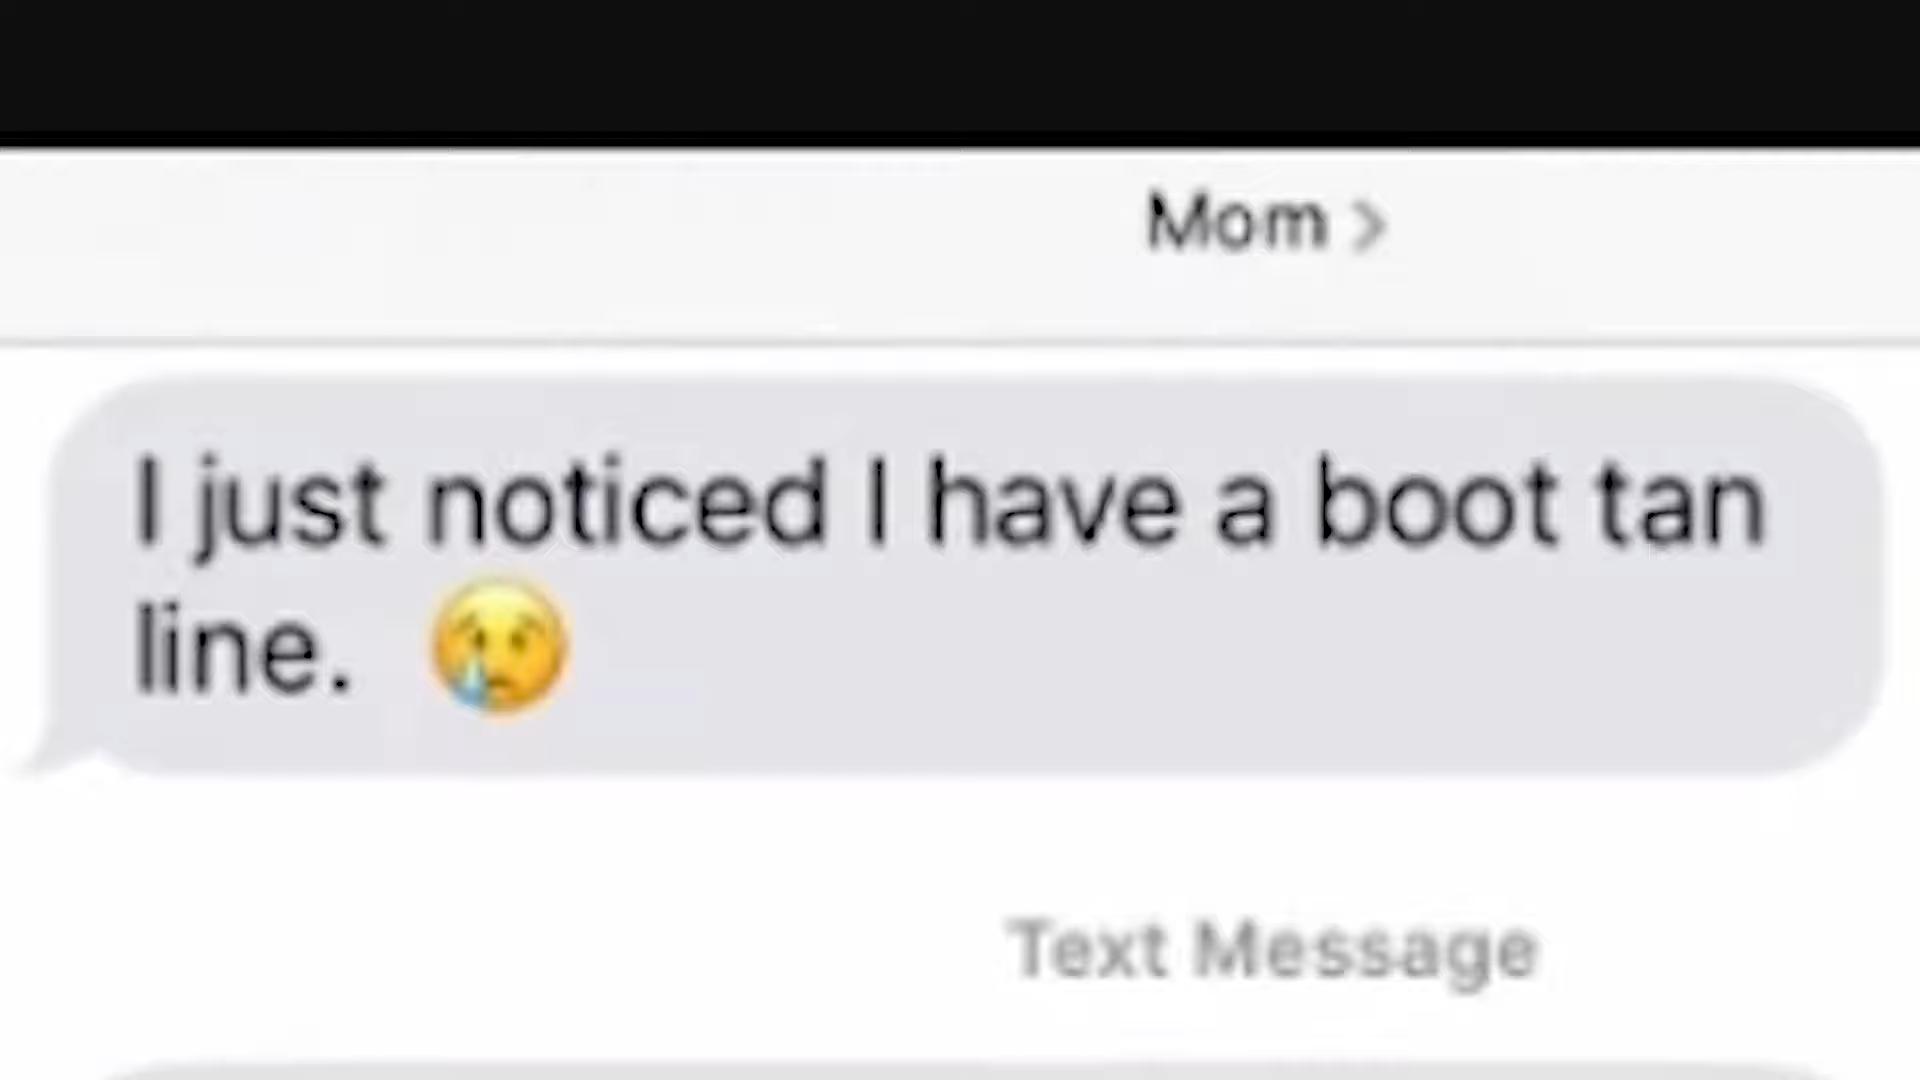 Mom >
I just noticed I have a boot tan
line. 😢
Text Message